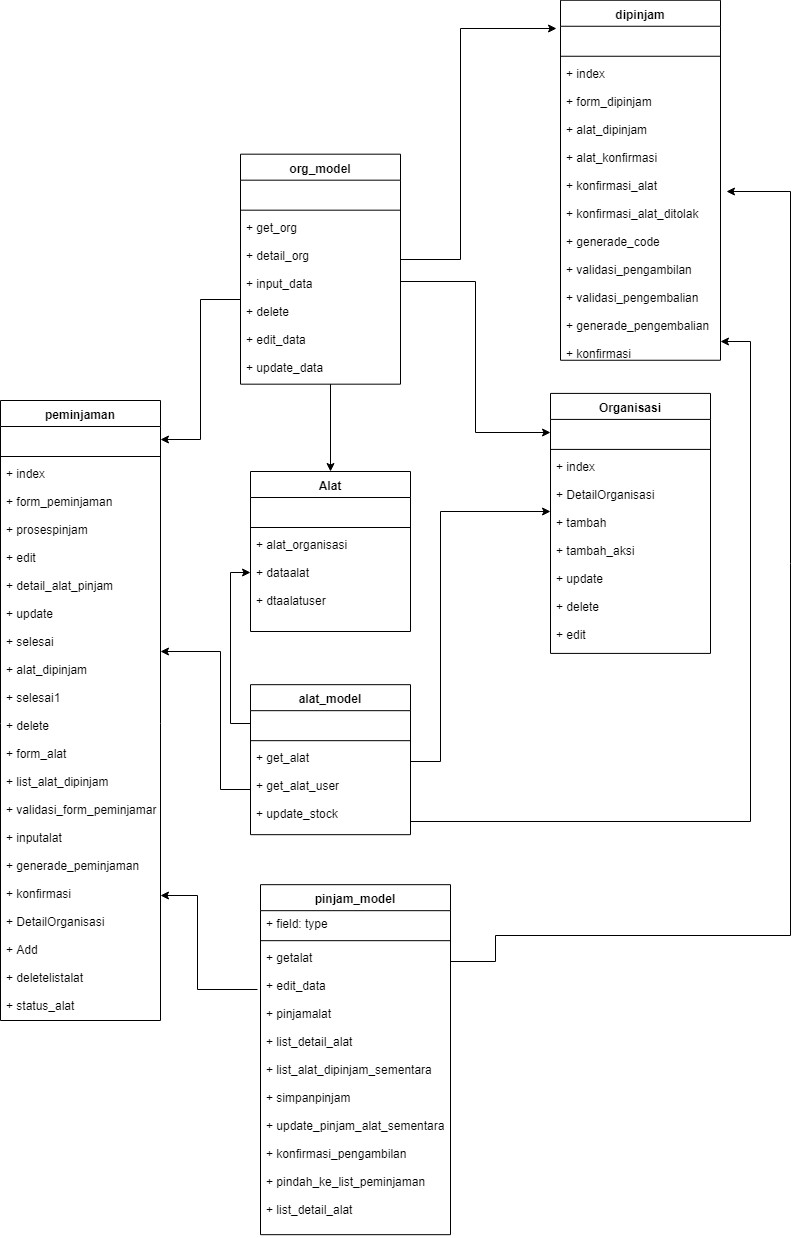 dipinjam
+ index
+ form_dipinjam
+ alat_dipinjam
+ alat_konfirmasi
+ konfirmasi_alat
+ konfirmasi_alat_ditolak
+ generade_code
+ validasi_pengambilan
+ validasi_pengembalian
+ generade_pengembalian
+ konfirmasi
org_model
+ get_org
+ detail_org
+ input_data
+ delete
+ edit_data
+ update_data
peminjaman
+ index
+ form_peminjaman
+ prosespinjam
+ edit
+ detail_alat_pinjam
+ update
+ selesai
+ alat_dipinjam
+ selesai1
+ delete
+ form_alat
+ list_alat_dipinjam
+ validasi_form_peminjamar
+ inputalat
+ generade_peminjaman
+ konfirmasi
+ DetailOrganisasi
+ Add
+ deletelistalat
+ status_alat
Alat
+ alat_organisasi
+ dataalat
+ dtaalatuser
Organisasi
+ index
+ DetailOrganisasi
+ tambah
+ tambah_aksi
+ update
+ delete
+ edit
alat_model
+ get_alat
+ get_alat_user
+ update_stock
pinjam_model
+ field: type
+ getalat
+ edit_data
+ pinjamalat
+ list_detail_alat
+ list_alat_dipinjam_sementara
+ simpanpinjam
+ update_pinjam_alat_sementara
+ konfirmasi_pengambilan
+ pindah_ke_list_peminjaman
+ list_detail_alat